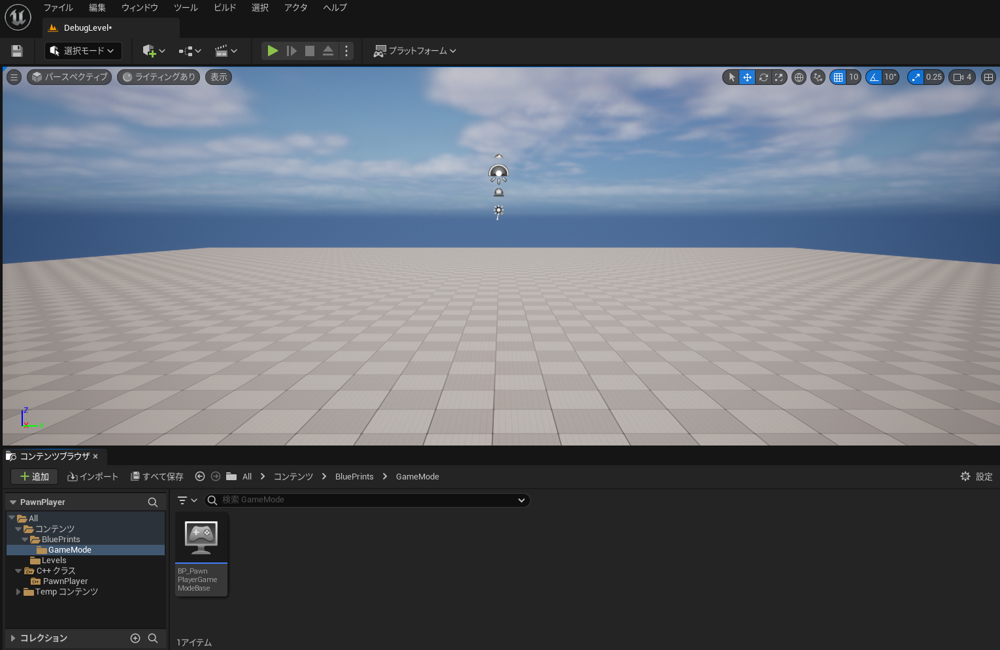 ファイル 編集 ウィンドウ ツール ビルド 選択 アクタ ヘルプ
DebugLevel*
選択モード プラットフォーム
パースペクティブ ライティングあり 表示 10 10° 0.25 4
Z
X Y
コンテンツブラウザ
追加 インポート すべて保存 All コンテンツ BluePrints GameMode 設定
PawnPlayer
検索 GameMode
All
コンテンツ
BluePrints
GameMode
Levels
C++ クラス
PawnPlayer
Temp コンテンツ
BP_Pawn
PlayerGame
ModeBase
コレクション
1アイテム